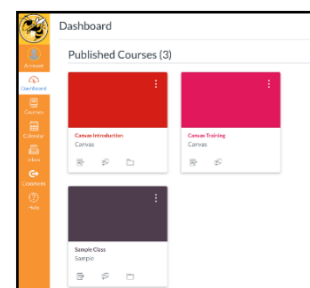 Dashboard
Published Courses (3)
Account
Dashboard
Courses
Calendar
Inbox
Commons
Help
Canvas Introduction
Canvas
Canvas Training
Canvas
Sample Class
Sample